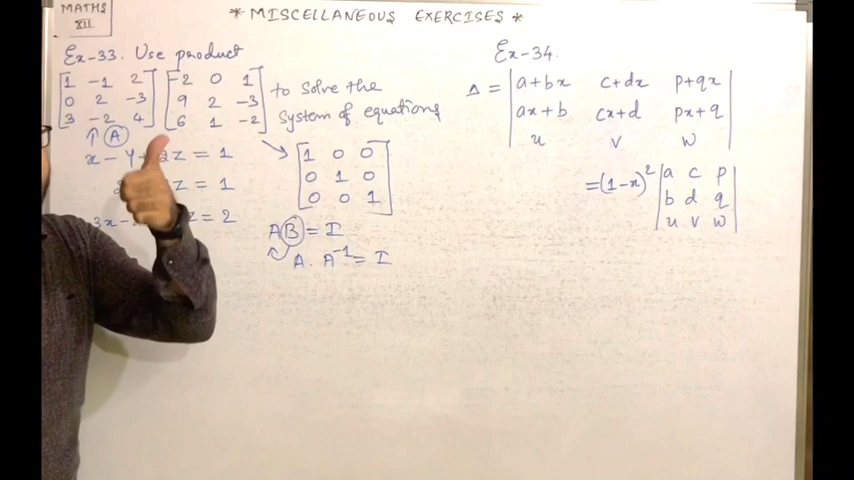 MATHS
XII
* MISCELLANEOUS EXERCISES *
Ex-33. Use product
[1 -1 2] [-2 0 1]
[0 2 -3] [9 2 -3]
[3 -2 4] [6 1 -2]
to solve the
system of equations
A
x - y + 2z = 1
z = 1
3x - z = 2
[1 0 0]
[0 1 0]
[0 0 1]
AB = I
A. A⁻¹ = I
Ex-34.
Δ = |a+bx c+dx p+qx|
|ax+b cx+d px+q|
|u v w|
= (1-x)² |a c p|
|b d q|
|u v w|